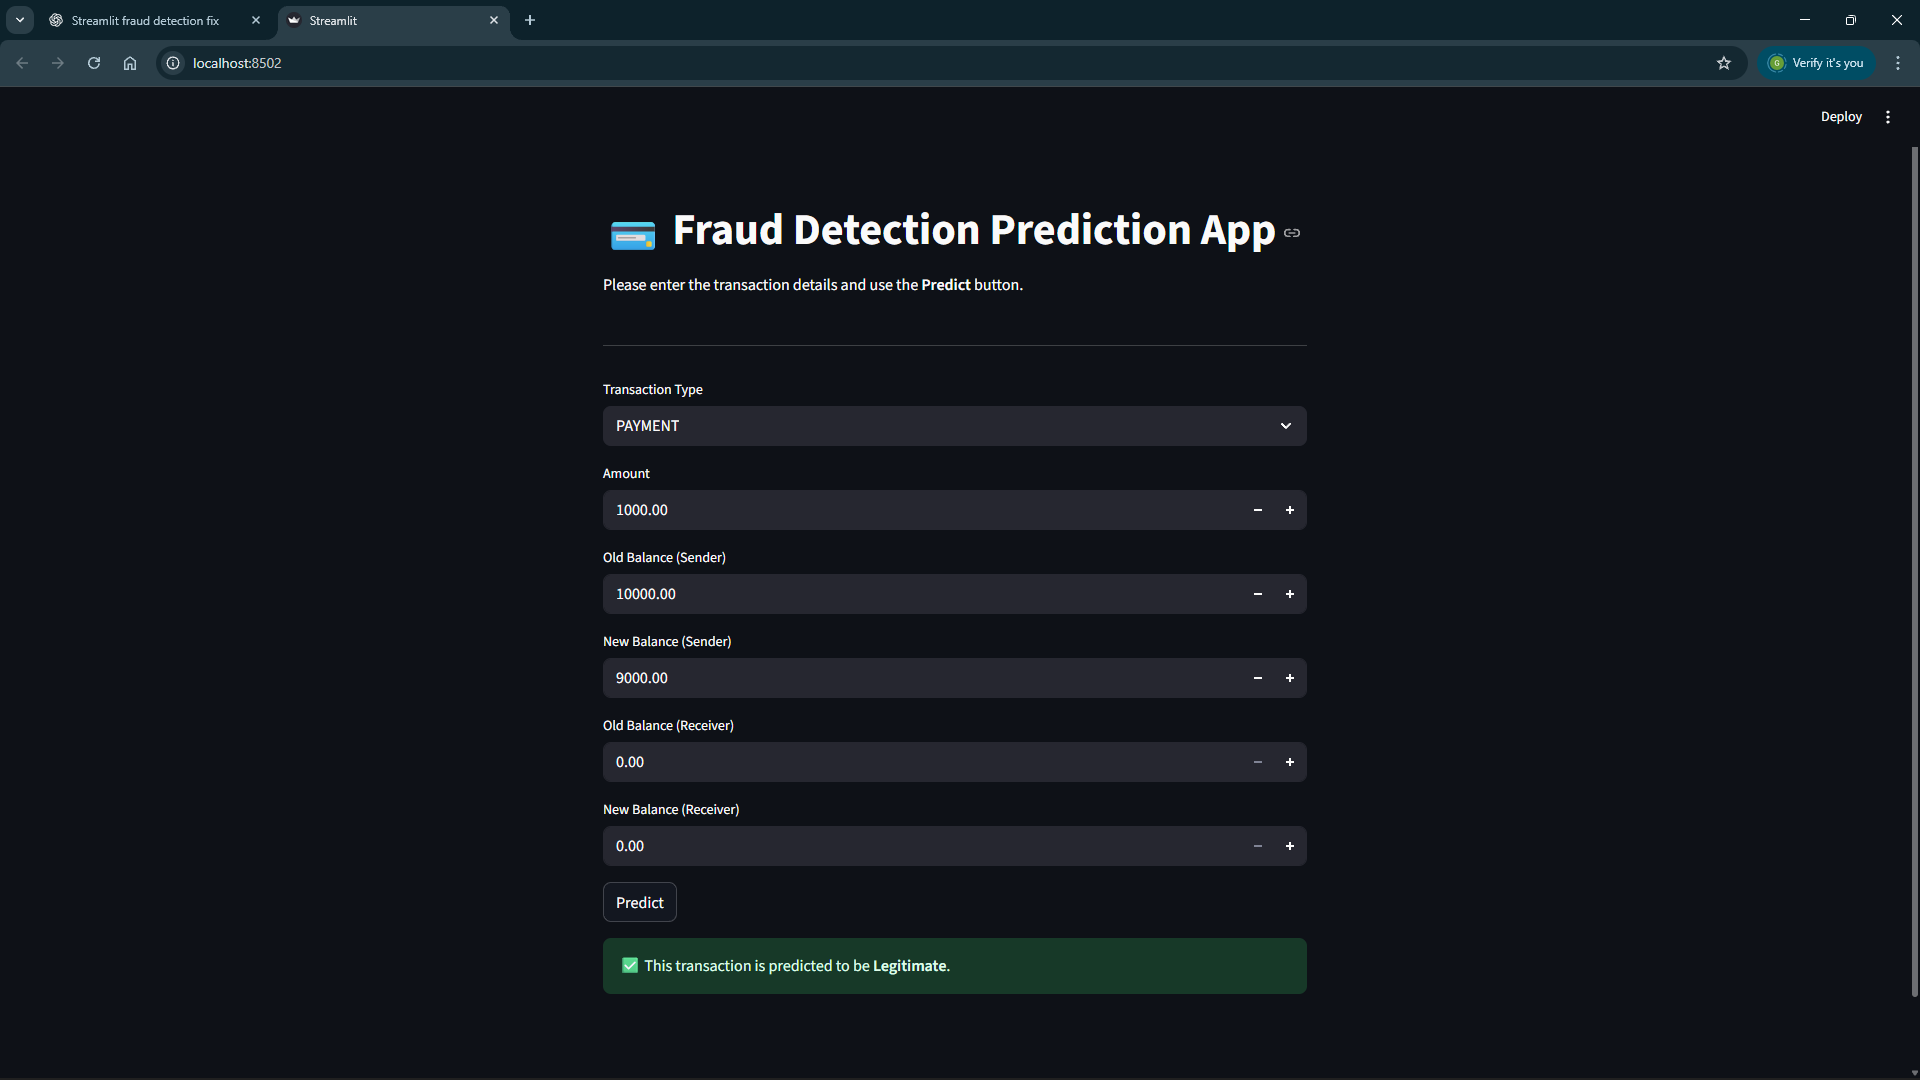 Streamlit fraud detection fix
Streamlit
localhost:8502
Verify it's you
Deploy
Fraud Detection Prediction App
Please enter the transaction details and use the Predict button.
Transaction Type
PAYMENT
Amount
1000.00
Old Balance (Sender)
10000.00
New Balance (Sender)
9000.00
Old Balance (Receiver)
0.00
New Balance (Receiver)
0.00
Predict
This transaction is predicted to be Legitimate.